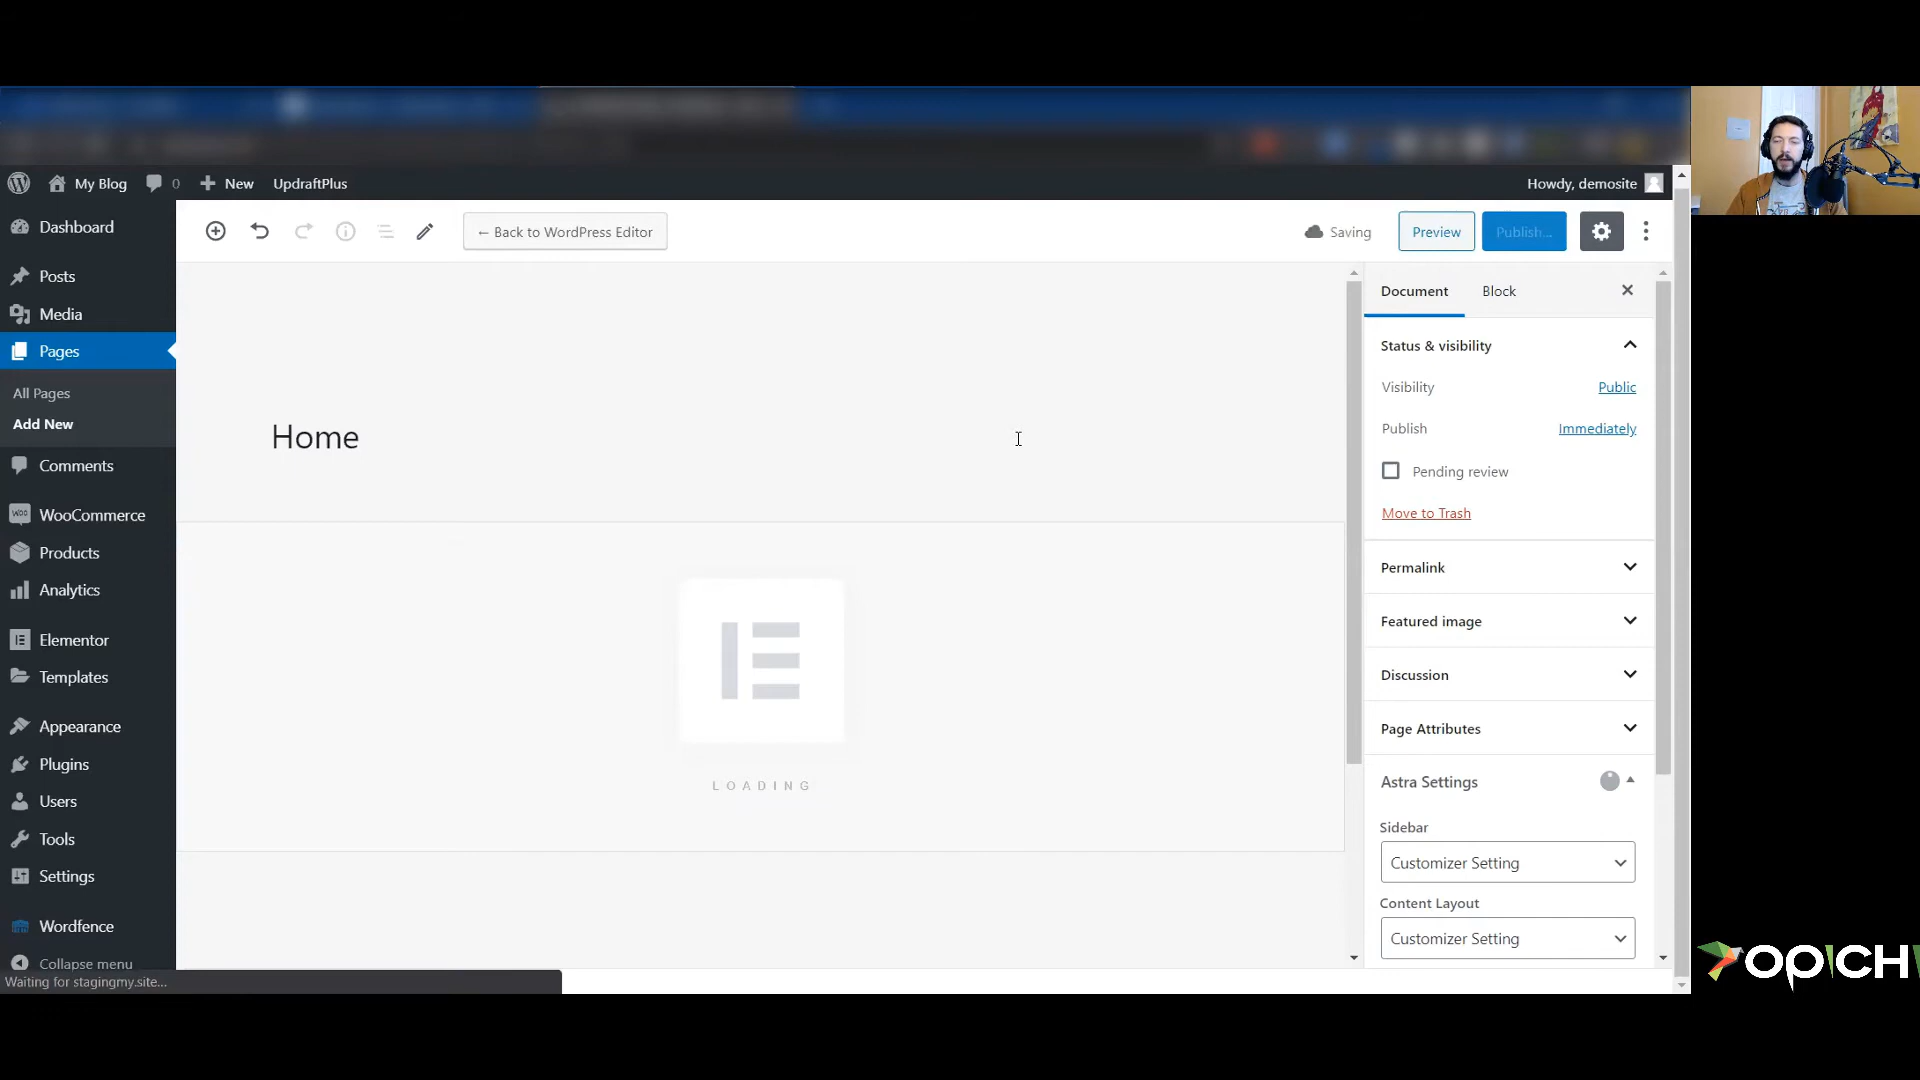 My Blog
0
New
UpdraftPlus
Howdy, demosite
Dashboard
Posts
Media
Pages
All Pages
Add New
Comments
WooCommerce
Products
Analytics
Elementor
Templates
Appearance
Plugins
Users
Tools
Settings
Wordfence
Collapse menu
Waiting for stagingmy.site...
← Back to WordPress Editor
Saving
Preview
Publish...
Home
LOADING
Document
Block
Status & visibility
Visibility
Public
Publish
Immediately
Pending review
Move to Trash
Permalink
Featured image
Discussion
Page Attributes
Astra Settings
Sidebar
Customizer Setting
Content Layout
Customizer Setting